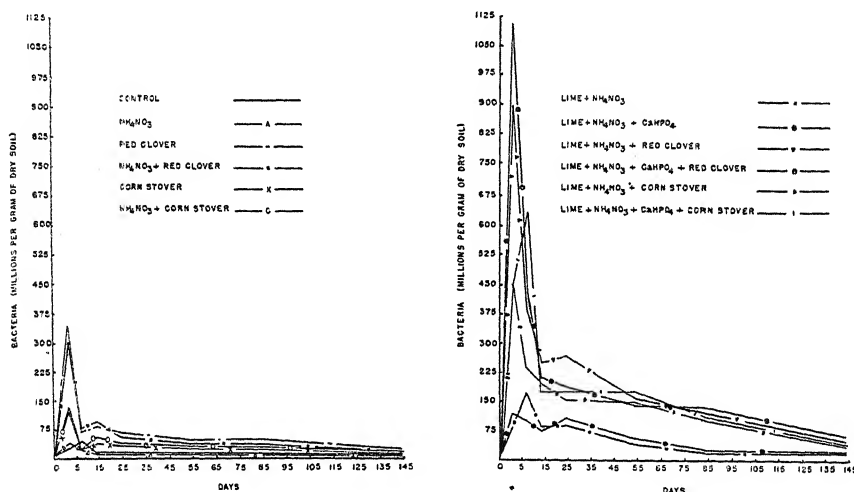 1125
1050
975
900
825
750
675
600
525
450
375
300
225
150
75
BACTERIA (MILLIONS PER GRAM OF DRY SOIL)
CONTROL
NH₄NO₃ A
RED CLOVER
NH₄NO₃ + RED CLOVER
CORN STOVER X
NH₄NO₃ + CORN STOVER
0 5 15 25 35 45 55 65 75 85 95 105 115 125 135 145
DAYS
1125
1050
975
900
825
750
675
600
525
450
375
300
225
150
75
BACTERIA (MILLIONS PER GRAM OF DRY SOIL)
LIME + NH₄NO₃
LIME + NH₄NO₃ + CaHPO₄
LIME + NH₄NO₃ + RED CLOVER
LIME + NH₄NO₃ + CaHPO₄ + RED CLOVER
LIME + NH₄NO₃ + CORN STOVER
LIME + NH₄NO₃ + CaHPO₄ + CORN STOVER
0 5 15 25 35 45 55 65 75 85 95 105 115 125 135 145
DAYS